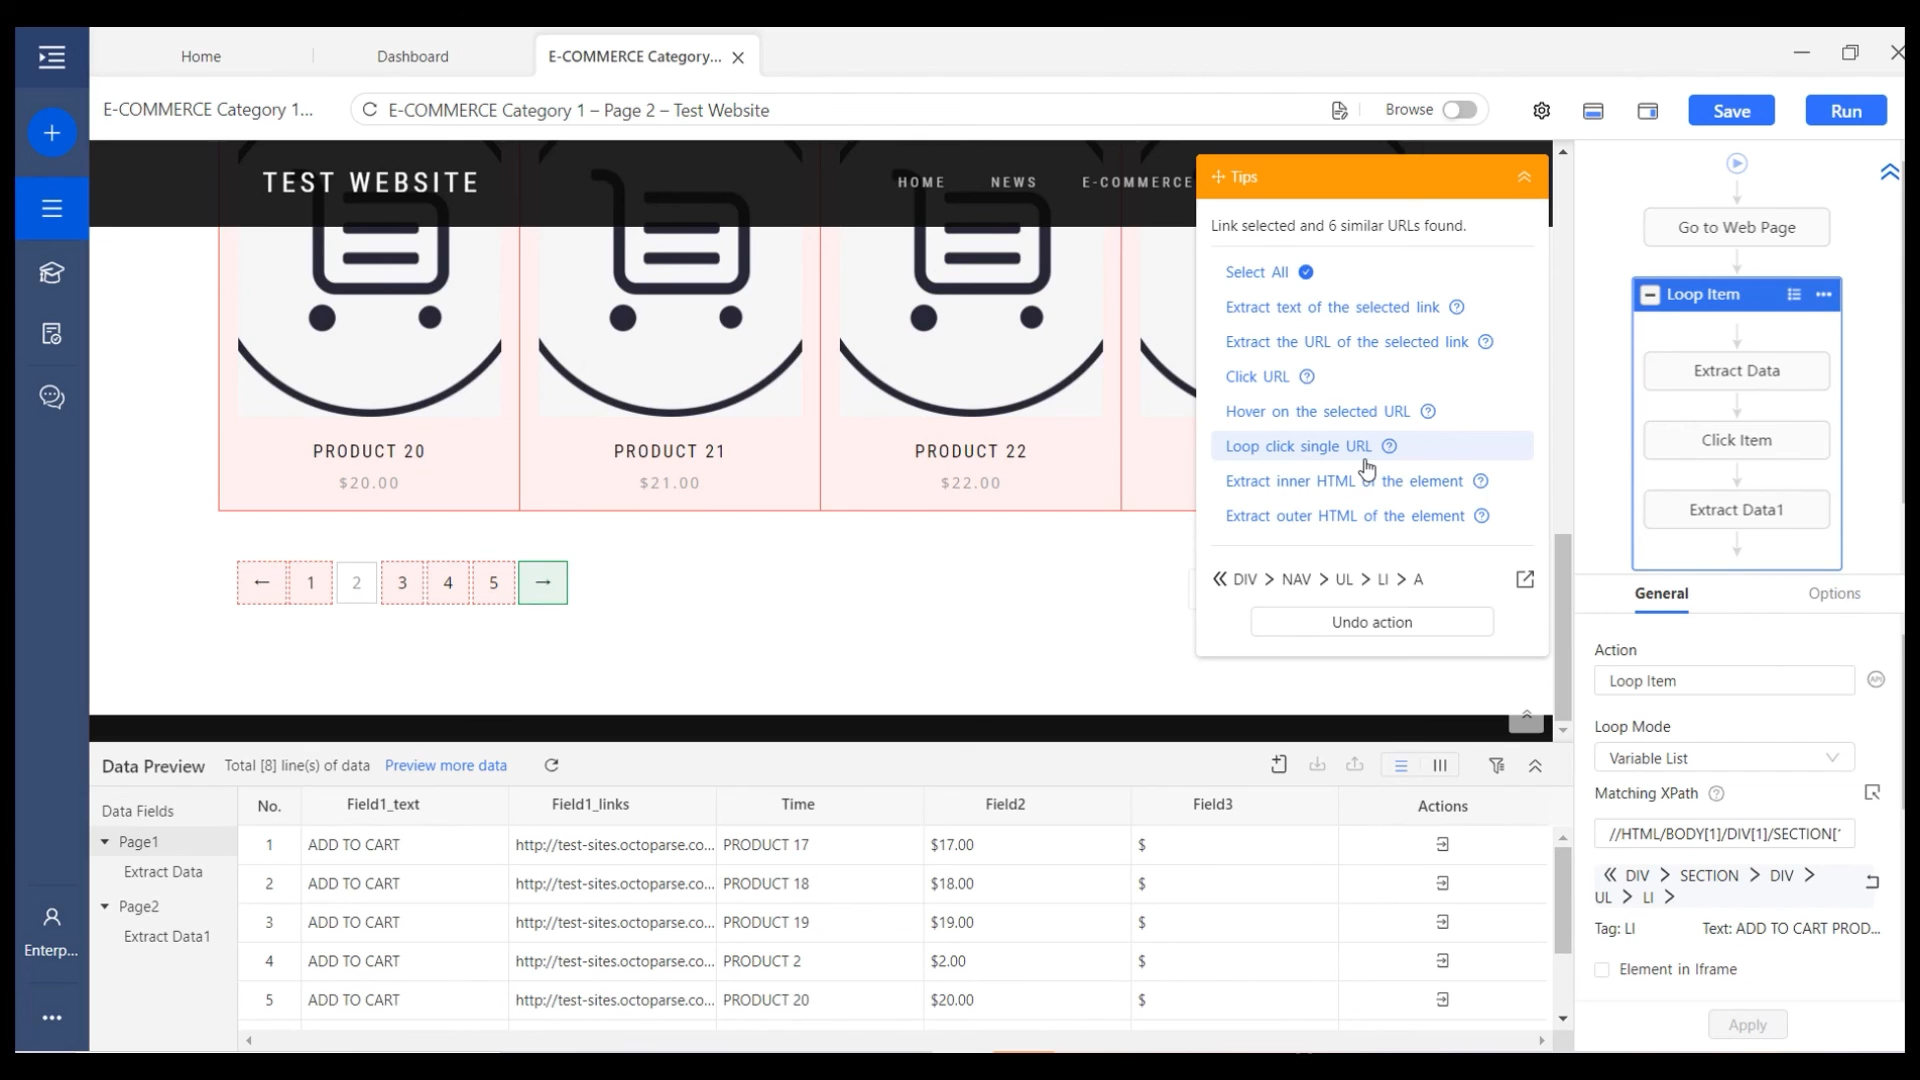 Home
Dashboard
E-COMMERCE Category...
E-COMMERCE Category 1...
E-COMMERCE Category 1 – Page 2 – Test Website
Browse
Save
Run
TEST WEBSITE
HOME
NEWS
E-COMMERCE
PRODUCT 20
$20.00
PRODUCT 21
$21.00
PRODUCT 22
$22.00
← 1 2 3 4 5 →
Tips
Link selected and 6 similar URLs found.
Select All
Extract text of the selected link
Extract the URL of the selected link
Click URL
Hover on the selected URL
Loop click single URL
Extract inner HTML of the element
Extract outer HTML of the element
DIV > NAV > UL > LI > A
Undo action
Go to Web Page
Loop Item
Extract Data
Click Item
Extract Data1
General
Options
Action
Loop Item
API
Loop Mode
Variable List
Matching XPath
//HTML/BODY[1]/DIV[1]/SECTION[
DIV > SECTION > DIV >
UL > LI >
Tag: LI
Text: ADD TO CART PROD...
Element in Iframe
Apply
Enterp...
Data Preview
Total [8] line(s) of data
Preview more data
Data Fields
Page1
Extract Data
Page2
Extract Data1
No. Field1_text Field1_links Time Field2 Field3 Actions
1 ADD TO CART http://test-sites.octoparse.co... PRODUCT 17 $17.00 $
2 ADD TO CART http://test-sites.octoparse.co... PRODUCT 18 $18.00 $
3 ADD TO CART http://test-sites.octoparse.co... PRODUCT 19 $19.00 $
4 ADD TO CART http://test-sites.octoparse.co... PRODUCT 2 $2.00 $
5 ADD TO CART http://test-sites.octoparse.co... PRODUCT 20 $20.00 $